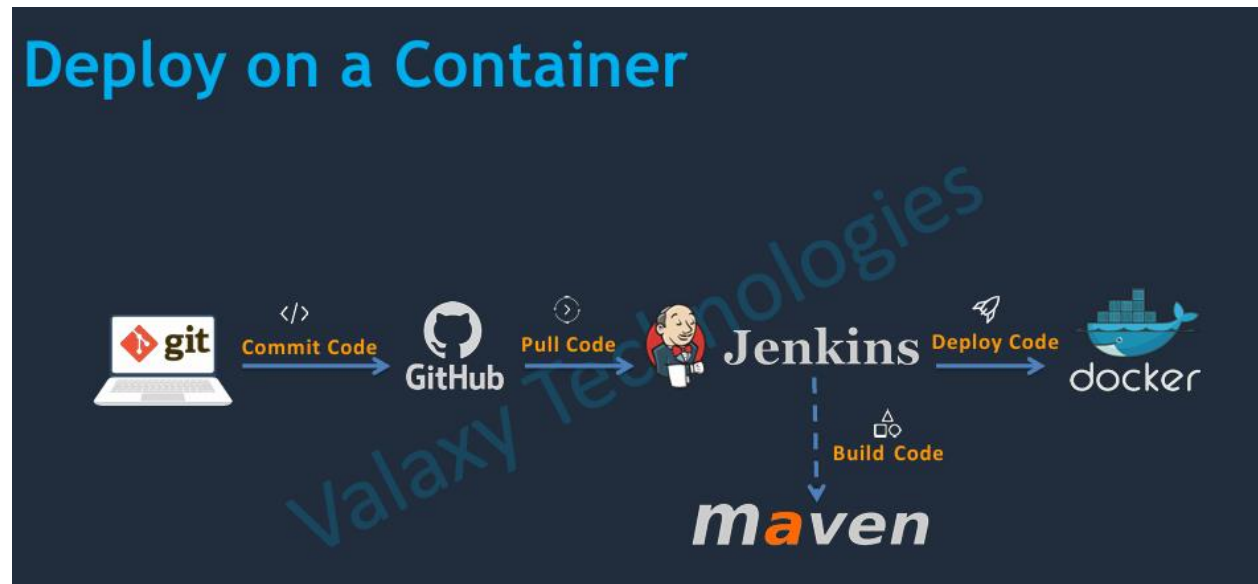 Deploy on a Container
git
</>
Commit Code
GitHub
Pull Code
Jenkins
Deploy Code
docker
Build Code
maven
Valaxy Technologies